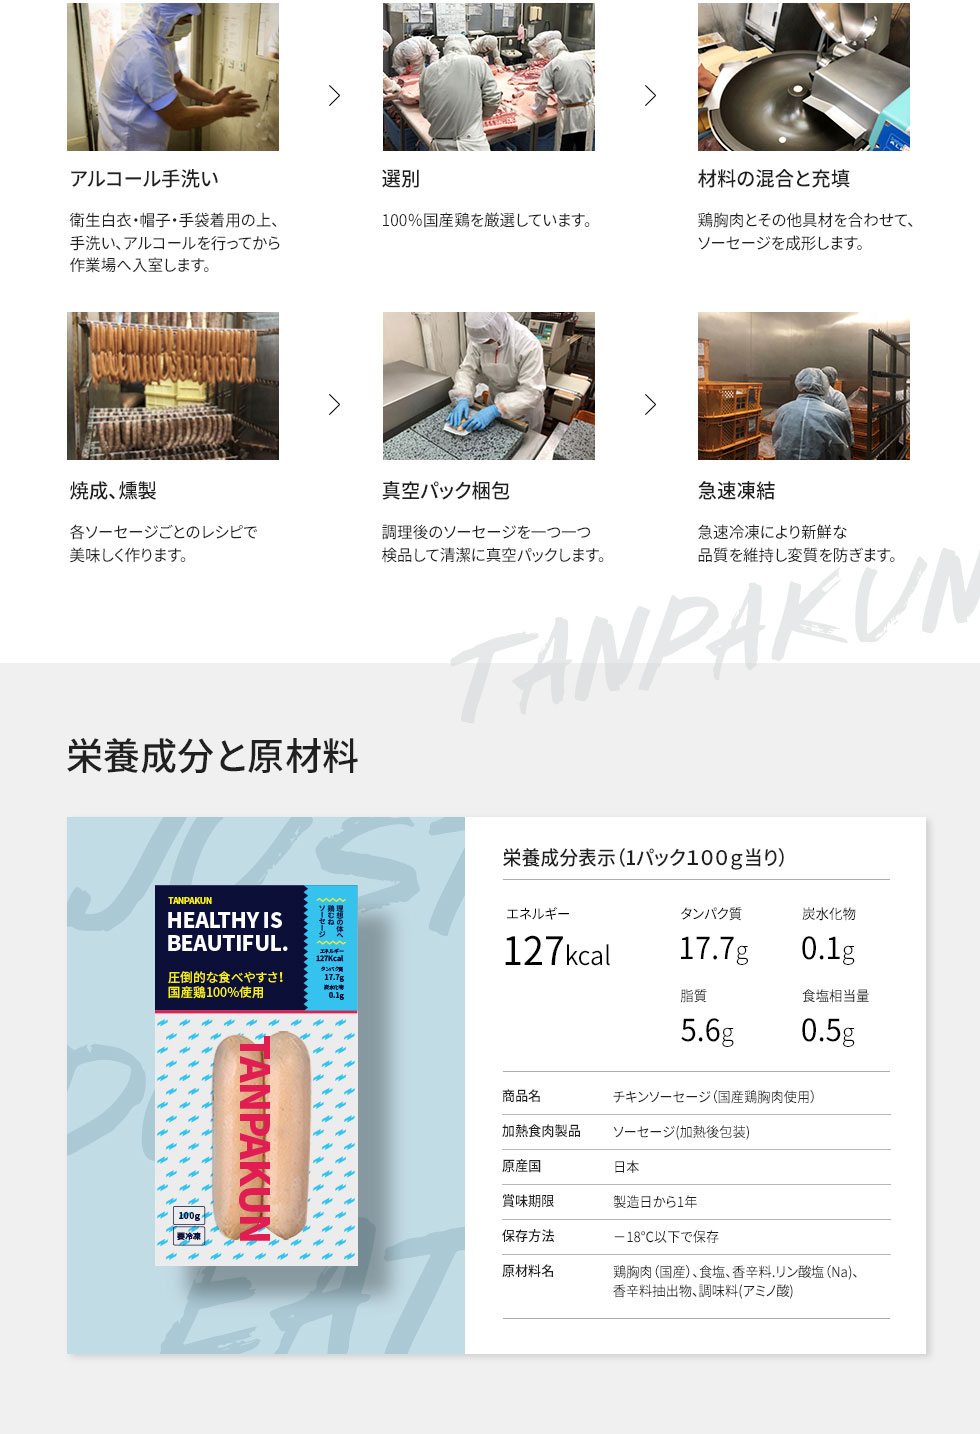 アルコール手洗い
衛生白衣・帽子・手袋着用の上、
手洗い、アルコールを行ってから
作業場へ入室します。
選別
100％国産鶏を厳選しています。
材料の混合と充填
鶏胸肉とその他具材を合わせて、
ソーセージを成形します。
焼成、燻製
各ソーセージごとのレシピで
美味しく作ります。
真空パック梱包
調理後のソーセージを一つ一つ
検品して清潔に真空パックします。
急速凍結
急速冷凍により新鮮な
品質を維持し変質を防ぎます。
TANPAKUN
栄養成分と原材料
JUST
EAT
TANPAKUN
HEALTHY IS
BEAUTIFUL.
圧倒的な食べやすさ！
国産鶏100%使用
理想の体へ
鶏むね
ソーセージ
エネルギー
127Kcal
タンパク質
17.7g
炭水化物
0.1g
TANPAKUN
100g
要冷凍
栄養成分表示（1パック１００ｇ当り）
エネルギー
127kcal
タンパク質
17.7g
炭水化物
0.1g
脂質
5.6g
食塩相当量
0.5g
商品名 チキンソーセージ（国産鶏胸肉使用）
加熱食肉製品 ソーセージ(加熱後包装)
原産国 日本
賞味期限 製造日から1年
保存方法 －18℃以下で保存
原材料名 鶏胸肉（国産）、食塩、香辛料.リン酸塩（Na)、
香辛料抽出物、調味料(アミノ酸)